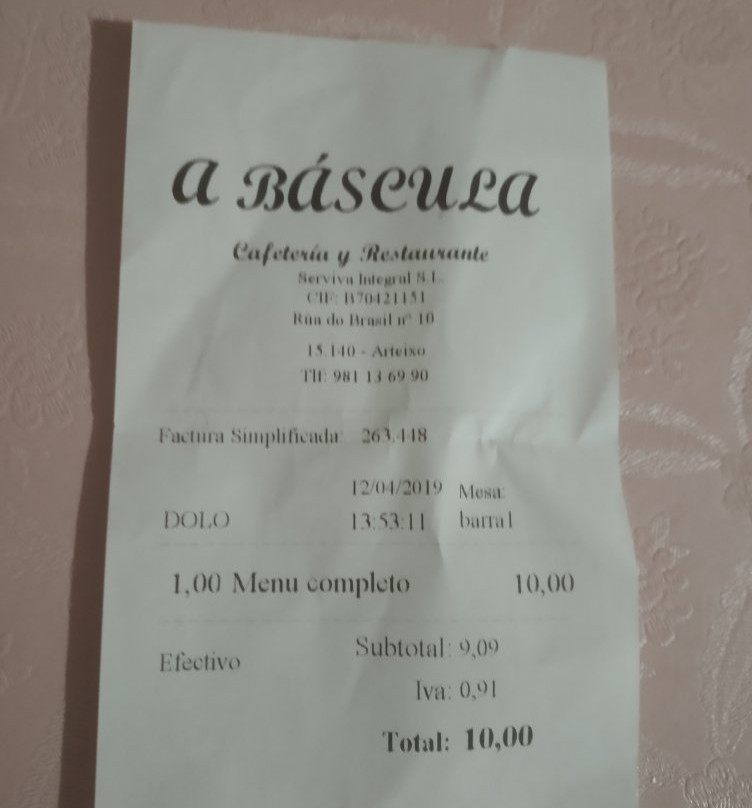 A BÁSCULA
Cafetería y Restaurante
Serviva Integral S.L.
CIF: B70421151
Rúa do Brasil nº 10
15.140 - Arteixo
Tlf: 981 13 69 90
Factura Simplificada: 263.448
12/04/2019 Mesa:
DOLO 13:53:11 barra1
1,00 Menu completo 10,00
Subtotal: 9,09
Efectivo
Iva: 0,91
Total: 10,00